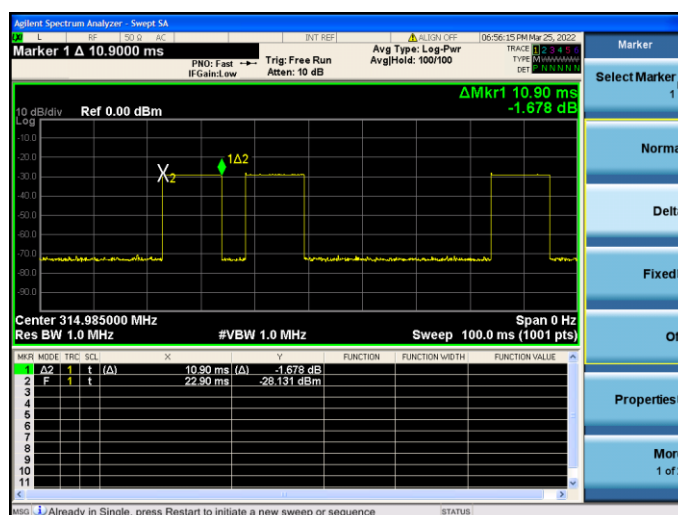 Agilent Spectrum Analyzer - Swept SA
L RF 50 Ω AC INT REF ALIGN OFF 06:56:15 PM Mar 25, 2022
Marker 1 Δ 10.9000 ms
PNO: Fast
IFGain:Low
Trig: Free Run
Atten: 10 dB
Avg Type: Log-Pwr
Avg|Hold: 100/100
TRACE 1 2 3 4 5 6
TYPE M
DET P N N N N N
ΔMkr1 10.90 ms
-1.678 dB
10 dB/div Ref 0.00 dBm
Log
-10.0
-20.0
-30.0
-40.0
-50.0
-60.0
-70.0
-80.0
-90.0
X2
1Δ2
Center 314.985000 MHz Span 0 Hz
Res BW 1.0 MHz #VBW 1.0 MHz Sweep 100.0 ms (1001 pts)
MKR MODE TRC SCL X Y FUNCTION FUNCTION WIDTH FUNCTION VALUE
1 Δ2 1 t (Δ) 10.90 ms (Δ) -1.678 dB
2 F 1 t 22.90 ms -28.131 dBm
3
4
5
6
7
8
9
10
11
MSG Already in Single, press Restart to initiate a new sweep or sequence STATUS
Marker
Select Marker
1
Norma
Delt
Fixed
Of
Properties
Mor
1 of